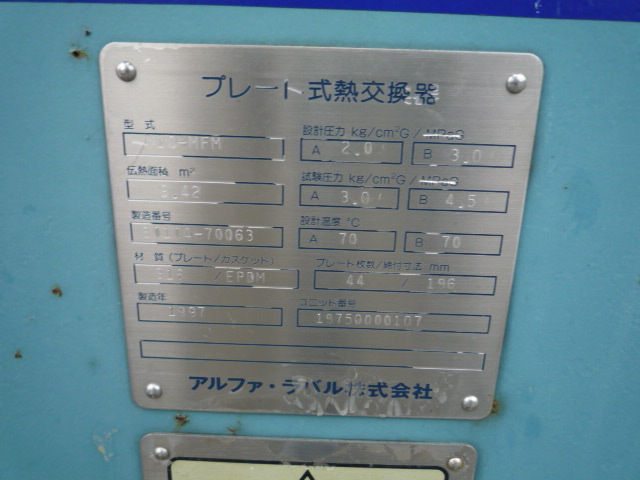 プレート式熱交換器
型式 設計圧力 kg/cm²G / MPaG
-MFM A 2.0 B 3.0
伝熱面積 m² 試験圧力 kg/cm²G / MPaG
.42 A 3.0 B 4.5
製造番号 設計温度 ℃
-70063 A 70 B 70
材質 (プレート/ガスケット) プレート枚数/締付寸法 mm
316 / EPDM 44 / 196
製造年 ユニット番号
1997 19750000107
アルファ・ラバル株式会社